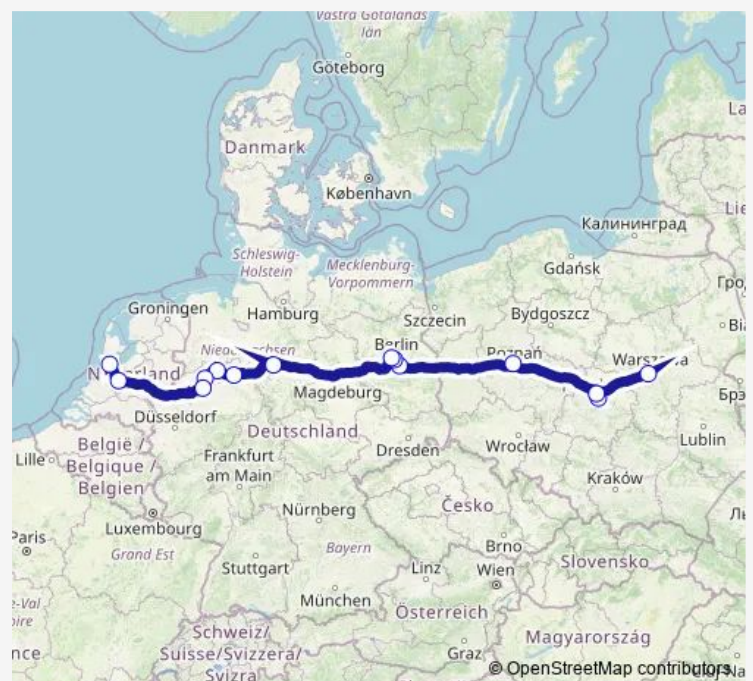 Västra Götalands
län
Göteborg
Danmark
København
Калининград
Schleswig-
Holstein
Mecklenburg-
Vorpommern
Gdańsk
Groningen
Hamburg
Szczecin
Bydgoszcz
Berlin
Poznań
Magdeburg
Düsseldorf
Deutschland
Lublin
België /
Belgique /
Belgien
Lille
Frankfurt
am Main
Dresden
Wrocław
Kraków
Česko
Luxembourg
Nürnberg
Paris
Grand Est
Bayern
Brno
Slovensko
Stuttgart
Linz
Wien
München
Österreich
Schweiz/
Suisse/Svizzera/
Svizra
Graz
Magyarország
© OpenStreetMap contributors